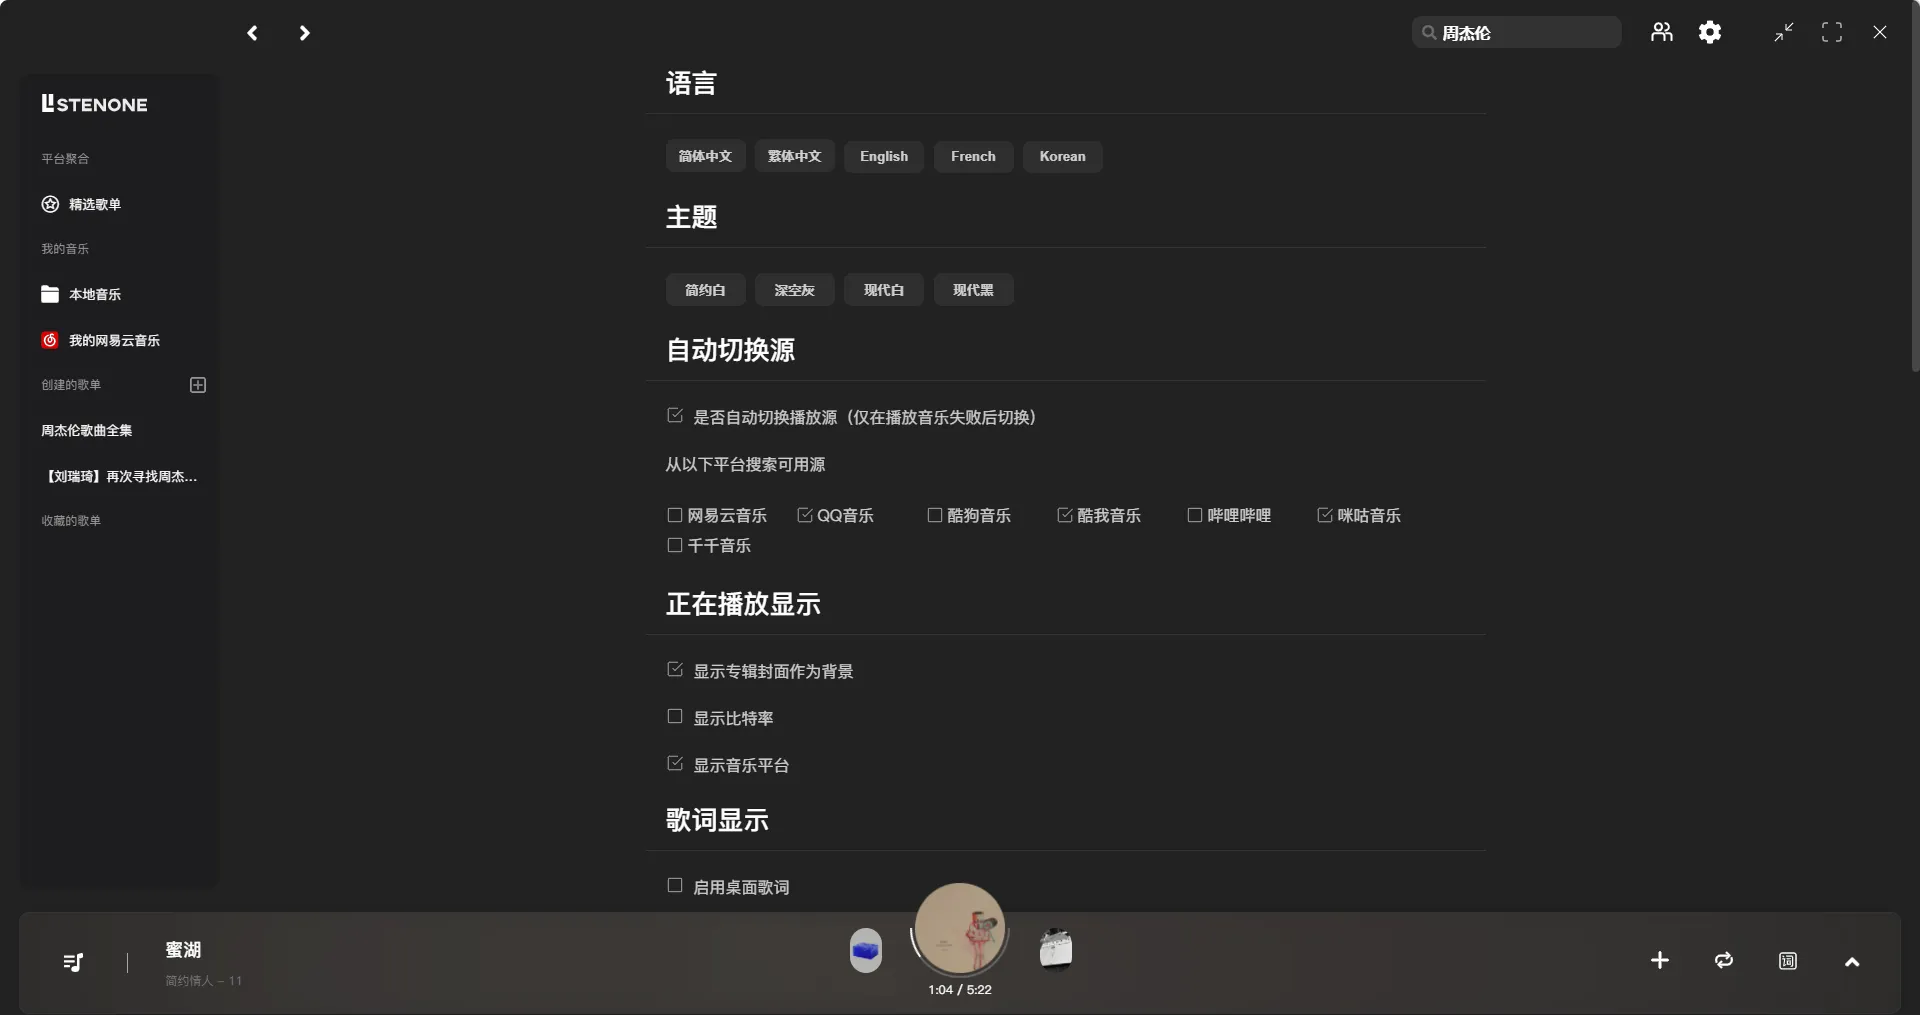 周杰伦
LISTENONE
平台聚合
精选歌单
我的音乐
本地音乐
我的网易云音乐
创建的歌单
周杰伦歌曲全集
【刘瑞琦】再次寻找周杰...
收藏的歌单
语言
简体中文 繁体中文 English French Korean
主题
简约白 深空灰 现代白 现代黑
自动切换源
是否自动切换播放源（仅在播放音乐失败后切换）
从以下平台搜索可用源
网易云音乐 QQ音乐 酷狗音乐 酷我音乐 哔哩哔哩 咪咕音乐
千千音乐
正在播放显示
显示专辑封面作为背景
显示比特率
显示音乐平台
歌词显示
启用桌面歌词
蜜湖
简约情人 – 11
1:04 / 5:22
词